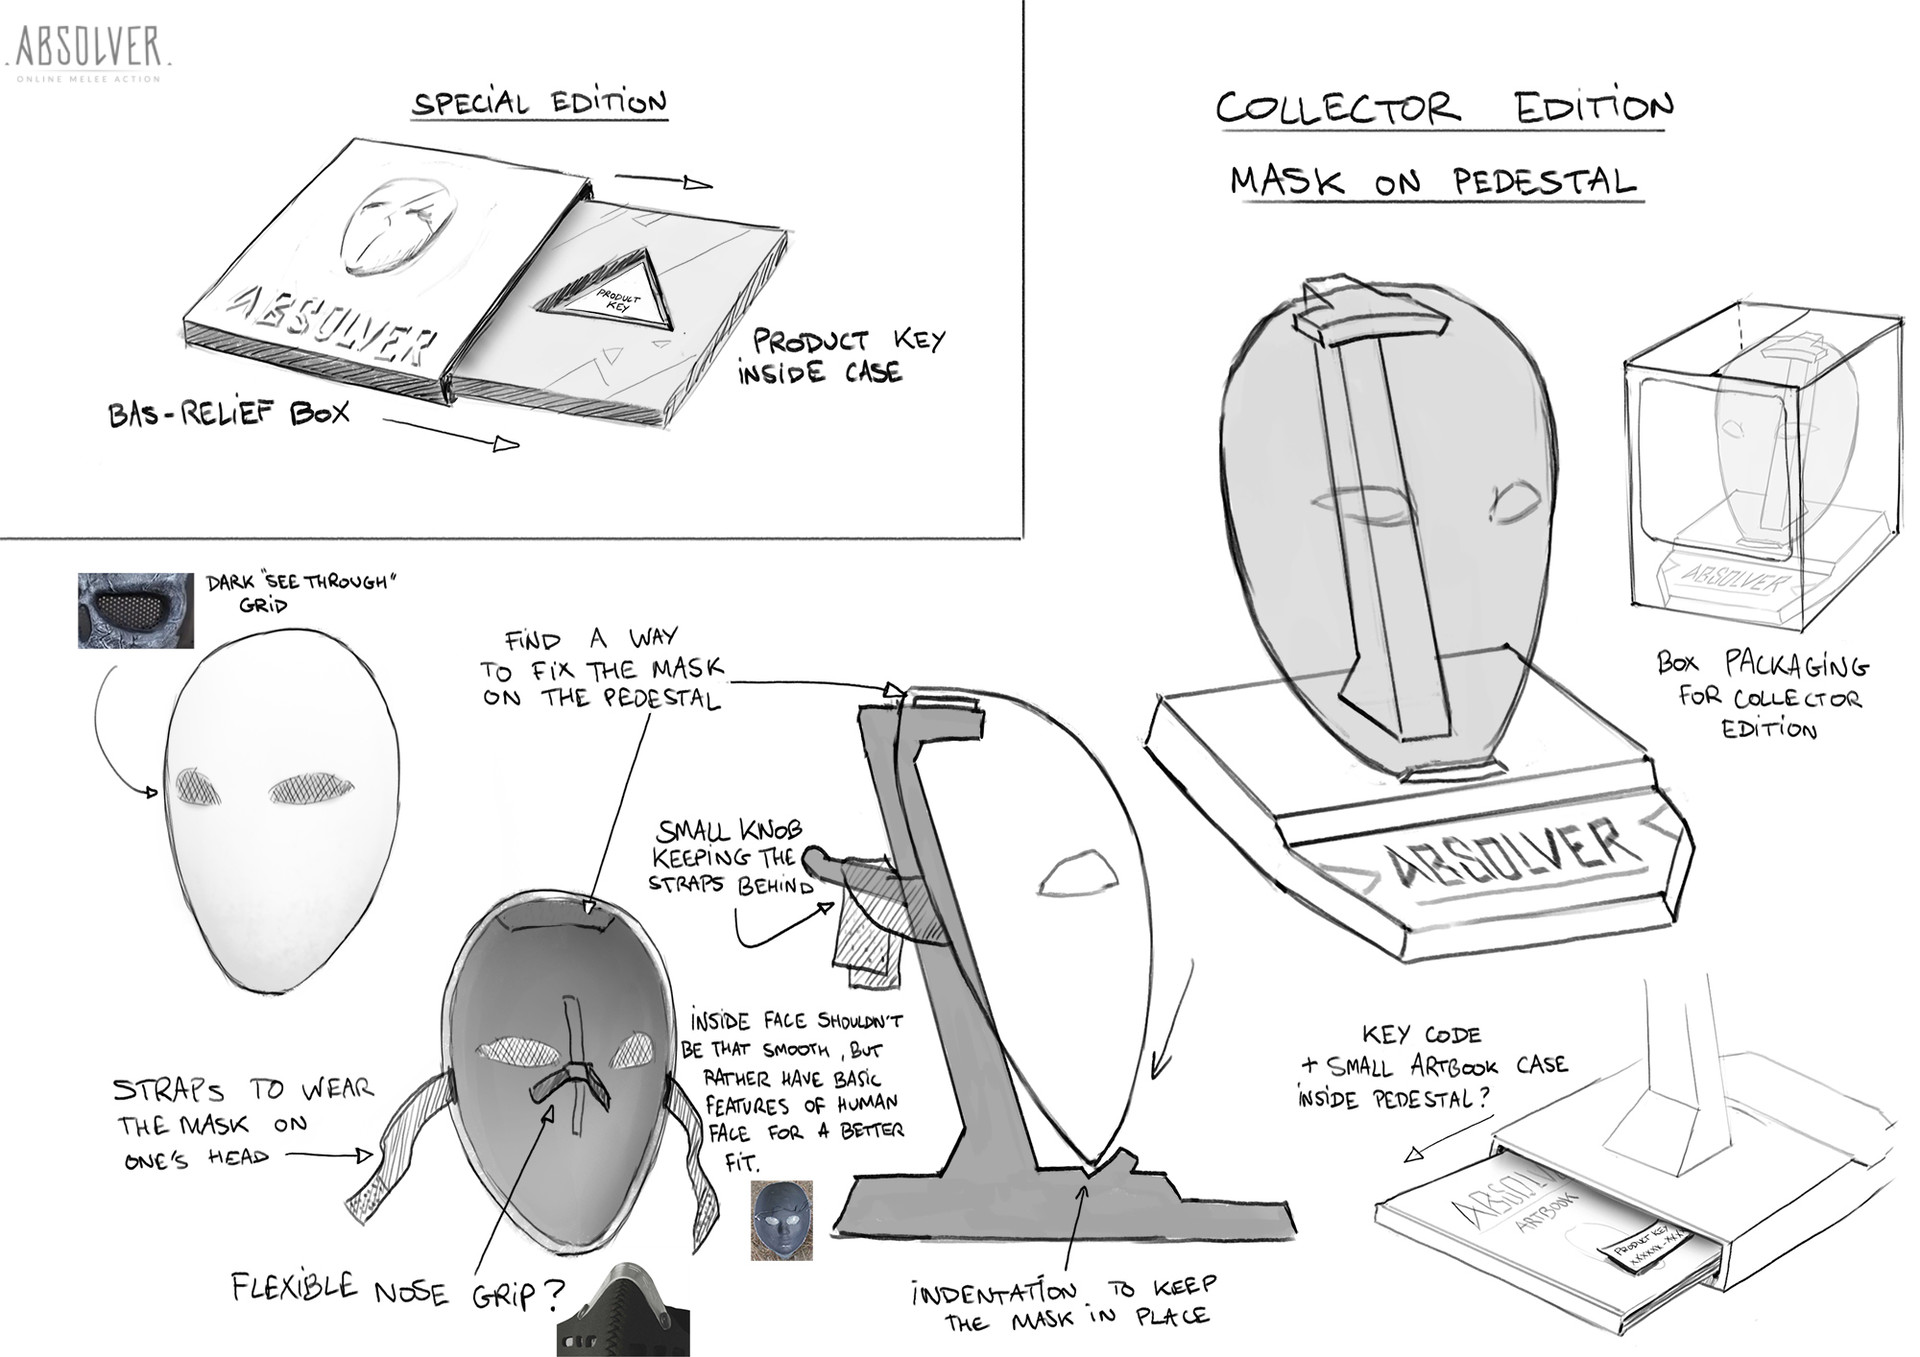 .ABSOLVER.
ONLINE MELEE ACTION
SPECIAL EDITION
PRODUCT
KEY
ABSOLVER
PRODUCT KEY
INSIDE CASE
BAS-RELIEF BOX
COLLECTOR EDITION
MASK ON PEDESTAL
ABSOLVER
ABSOLVER
BOX PACKAGING
FOR COLLECTOR
EDITION
DARK "SEE THROUGH"
GRID
FIND A WAY
TO FIX THE MASK
ON THE PEDESTAL
SMALL KNOB
KEEPING THE
STRAPS BEHIND
INSIDE FACE SHOULDN'T
BE THAT SMOOTH, BUT
RATHER HAVE BASIC
FEATURES OF HUMAN
FACE FOR A BETTER
FIT.
STRAPS TO WEAR
THE MASK ON
ONE'S HEAD
FLEXIBLE NOSE GRIP?
INDENTATION TO KEEP
THE MASK IN PLACE
KEY CODE
+ SMALL ARTBOOK CASE
INSIDE PEDESTAL?
ABSOLVE
ARTBOOK
PRODUCT KEY
XXXXX-XXX